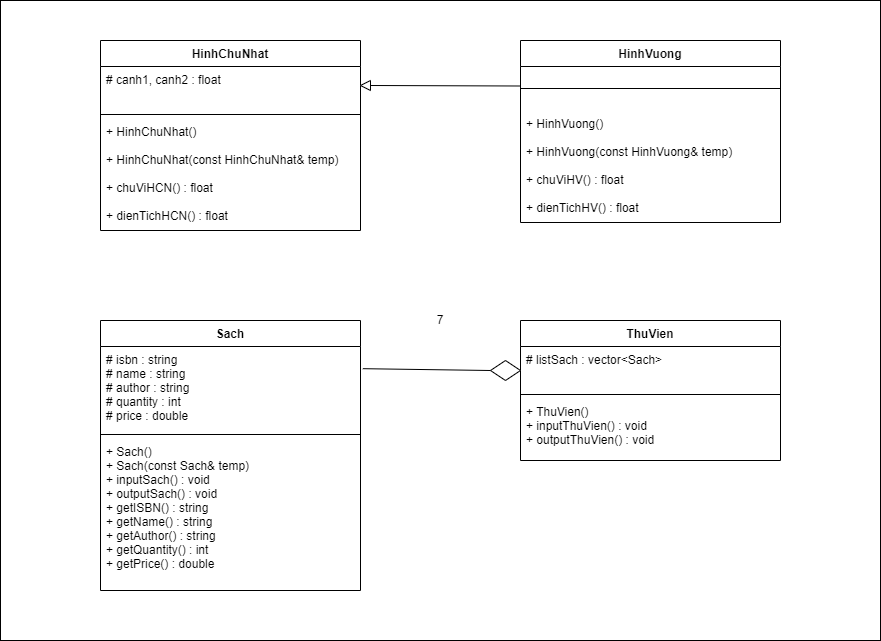 HinhChuNhat
# canh1, canh2 : float
+ HinhChuNhat()
+ HinhChuNhat(const HinhChuNhat& temp)
+ chuViHCN() : float
+ dienTichHCN() : float
HinhVuong
+ HinhVuong()
+ HinhVuong(const HinhVuong& temp)
+ chuViHV() : float
+ dienTichHV() : float
7
Sach
# isbn : string
# name : string
# author : string
# quantity : int
# price : double
+ Sach()
+ Sach(const Sach& temp)
+ inputSach() : void
+ outputSach() : void
+ getISBN() : string
+ getName() : string
+ getAuthor() : string
+ getQuantity() : int
+ getPrice() : double
ThuVien
# listSach : vector<Sach>
+ ThuVien()
+ inputThuVien() : void
+ outputThuVien() : void